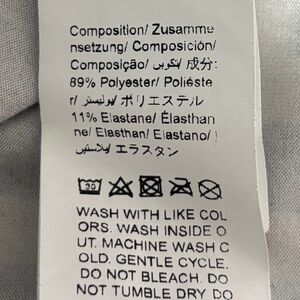 Composition/ Zusamme
nsetzung/ Composición/
Composição/ تكوين/ 成分:
89% Polyester/ Poliéste
r/ بوليستر/ ポリエステル
11% Elastane/ Élasthan
ne/ Elasthan/ Elastano/
إيلاستين/ エラスタン
30
WASH WITH LIKE COL
ORS. WASH INSIDE O
UT. MACHINE WASH C
OLD. GENTLE CYCLE.
DO NOT BLEACH. DO
NOT TUMBLE DRY. DO